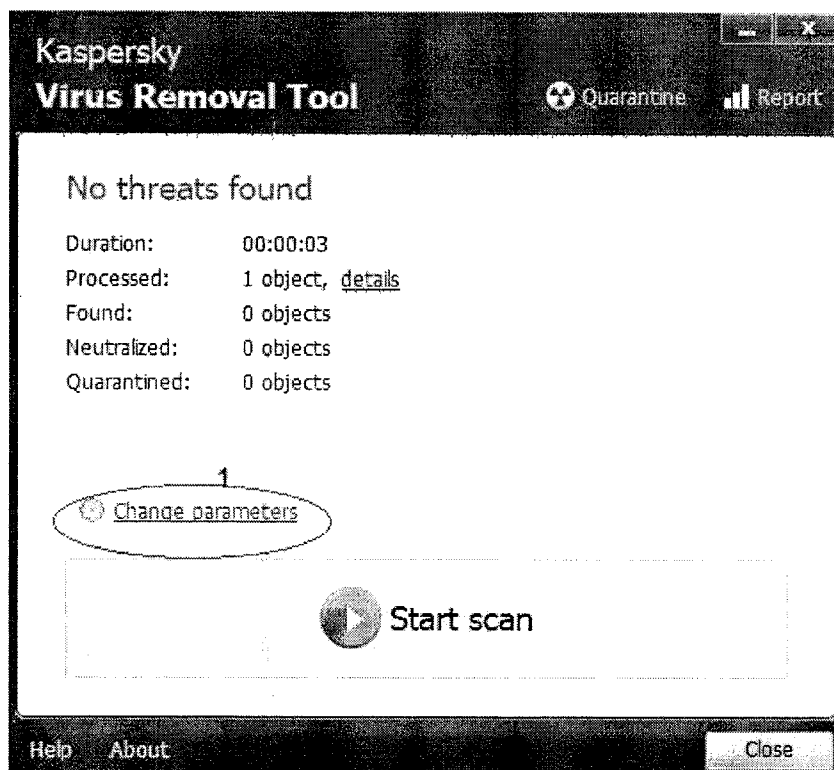 Kaspersky
Virus Removal Tool
Quarantine
Report
No threats found
Duration: 00:00:03
Processed: 1 object, details
Found: 0 objects
Neutralized: 0 objects
Quarantined: 0 objects
1
Change parameters
Start scan
Help About Close